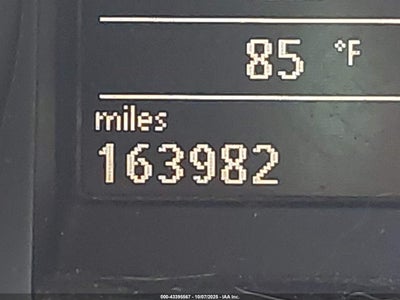 85 °F
miles
163982
000-43395567 - 10/07/2025 - IAA Inc.